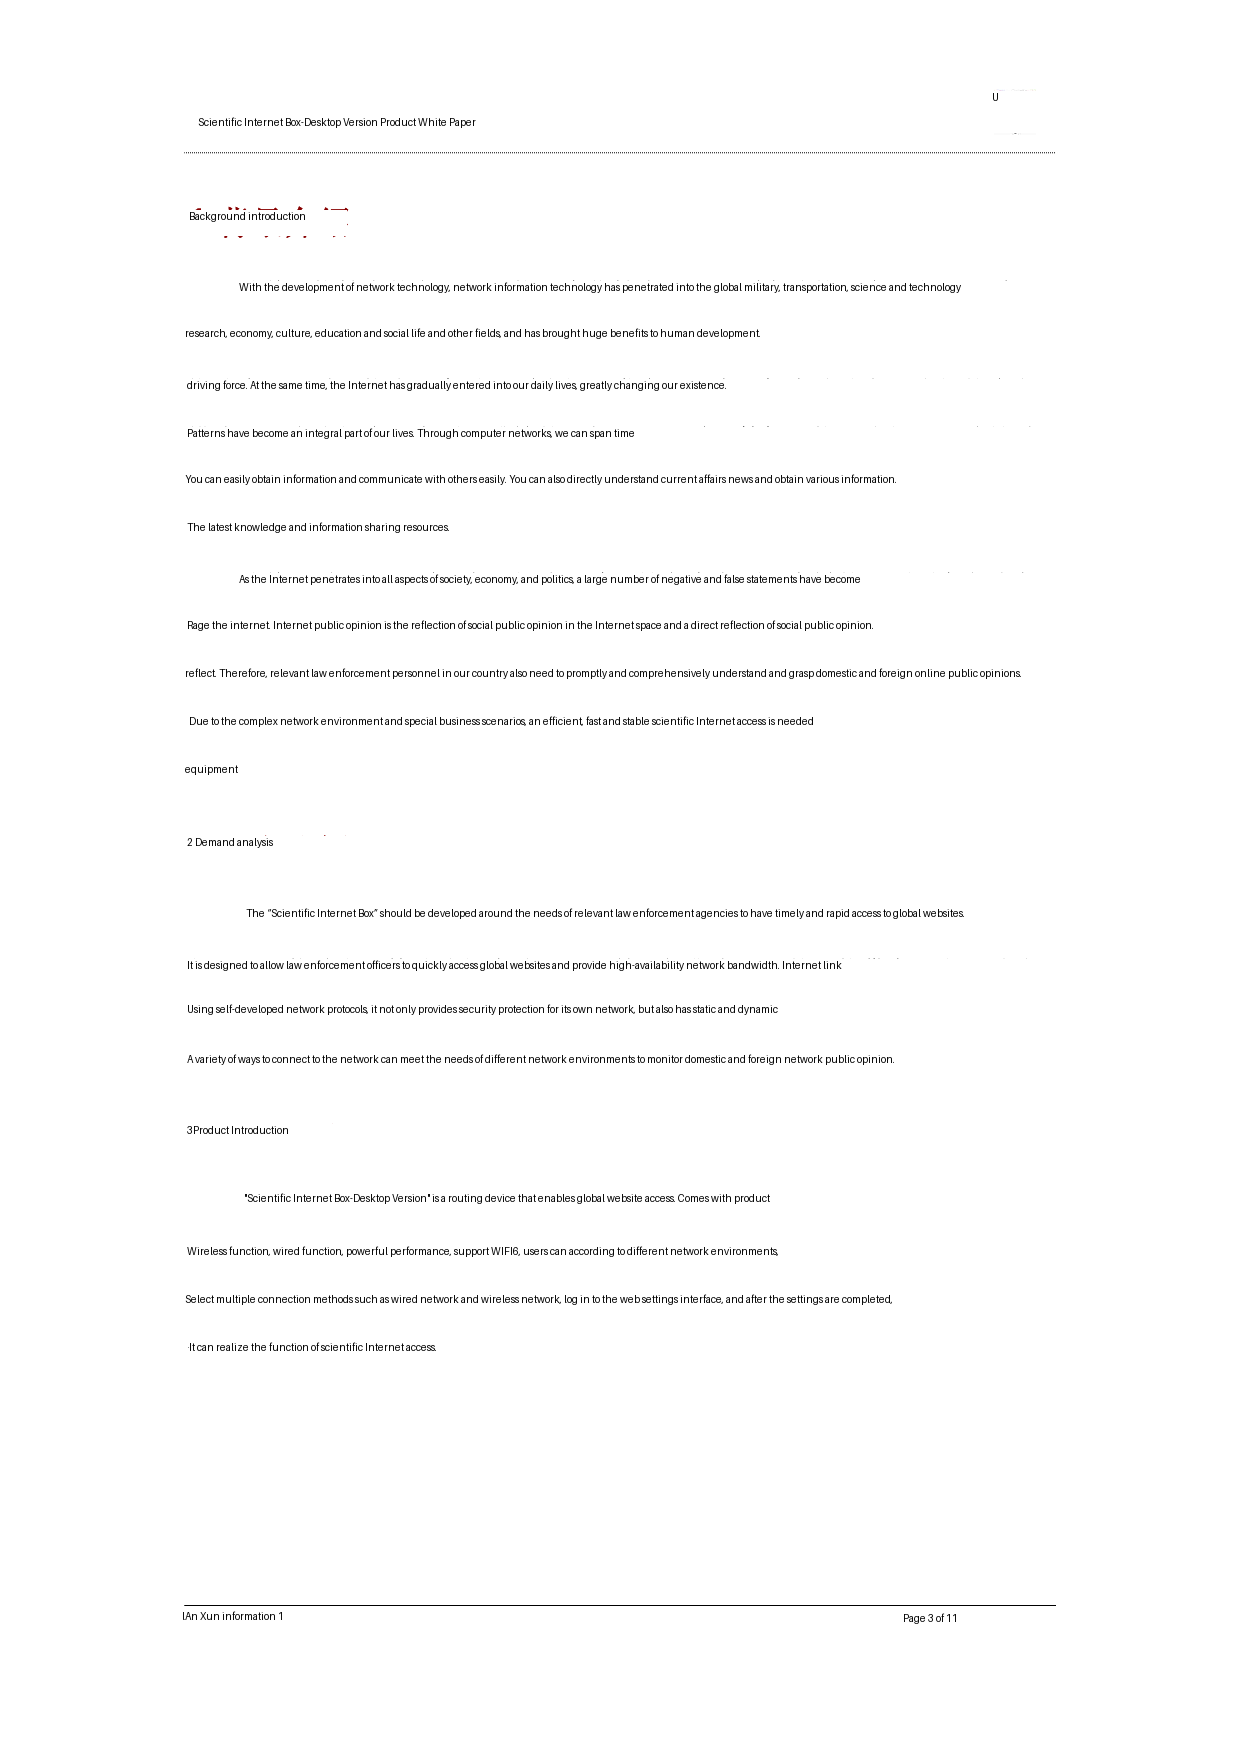 U
Scientific Internet Box-Desktop Version Product White Paper
Background introduction
With the development of network technology, network information technology has penetrated into the global military, transportation, science and technology
research, economy, culture, education and social life and other fields, and has brought huge benefits to human development.
driving force. At the same time, the Internet has gradually entered into our daily lives, greatly changing our existence.
Patterns have become an integral part of our lives. Through computer networks, we can span time
You can easily obtain information and communicate with others easily. You can also directly understand current affairs news and obtain various information.
The latest knowledge and information sharing resources.
As the Internet penetrates into all aspects of society, economy, and politics, a large number of negative and false statements have become
Rage the internet. Internet public opinion is the reflection of social public opinion in the Internet space and a direct reflection of social public opinion.
reflect. Therefore, relevant law enforcement personnel in our country also need to promptly and comprehensively understand and grasp domestic and foreign online public opinions.
Due to the complex network environment and special business scenarios, an efficient, fast and stable scientific Internet access is needed
equipment
2 Demand analysis
The “Scientific Internet Box” should be developed around the needs of relevant law enforcement agencies to have timely and rapid access to global websites.
It is designed to allow law enforcement officers to quickly access global websites and provide high-availability network bandwidth. Internet link
Using self-developed network protocols, it not only provides security protection for its own network, but also has static and dynamic
A variety of ways to connect to the network can meet the needs of different network environments to monitor domestic and foreign network public opinion.
3Product Introduction
"Scientific Internet Box-Desktop Version" is a routing device that enables global website access. Comes with product
Wireless function, wired function, powerful performance, support WIFI6, users can according to different network environments,
Select multiple connection methods such as wired network and wireless network, log in to the web settings interface, and after the settings are completed,
It can realize the function of scientific Internet access.
lAn Xun information 1
Page 3 of 11